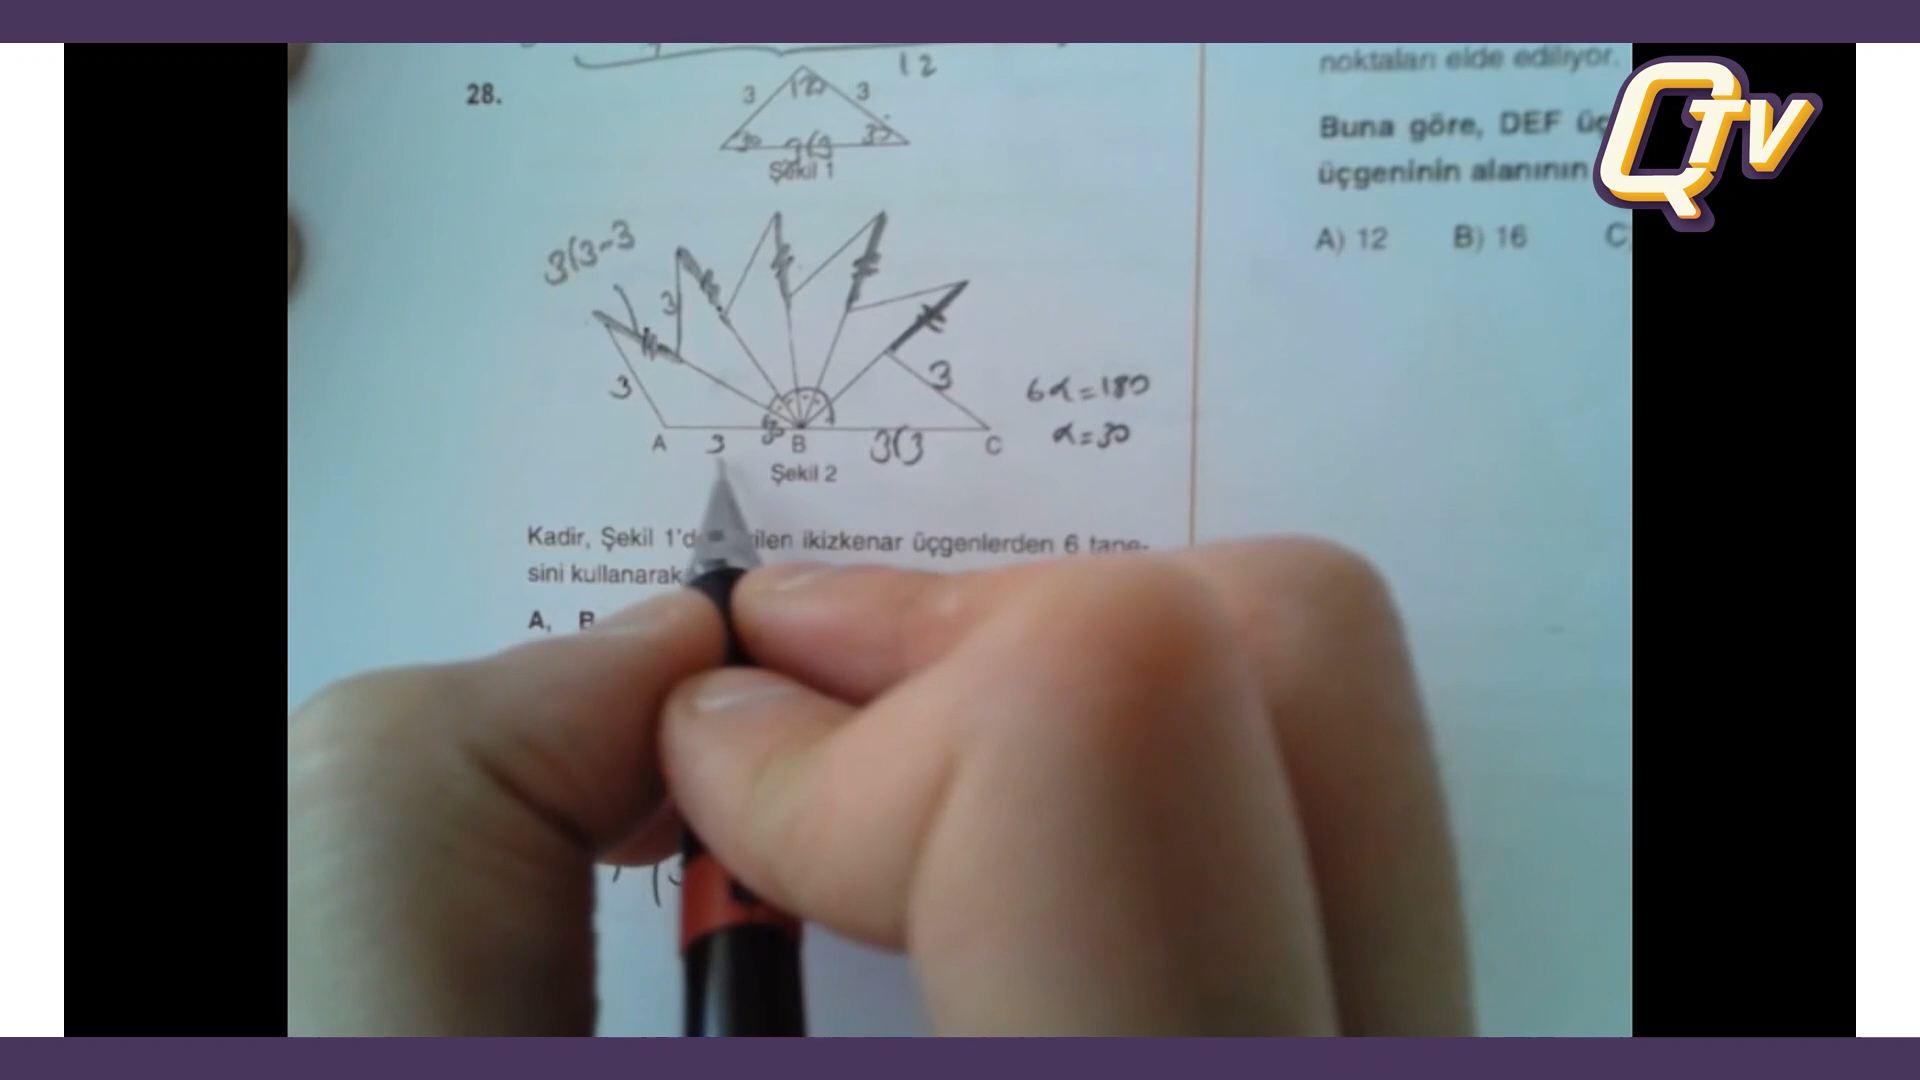 12
noktaları elde ediliyor.
28.
3 120 3
30 3√3 30
Şekil 1
Buna göre, DEF üç
üçgeninin alanının
A) 12 B) 16 C
3√3-3
3
3
3
6α=180
α=30
30
A 3 B 3√3 C
Şekil 2
Kadir, Şekil 1'd ilen ikizkenar üçgenlerden 6 tane-
sini kullanarak
A, B
QTV